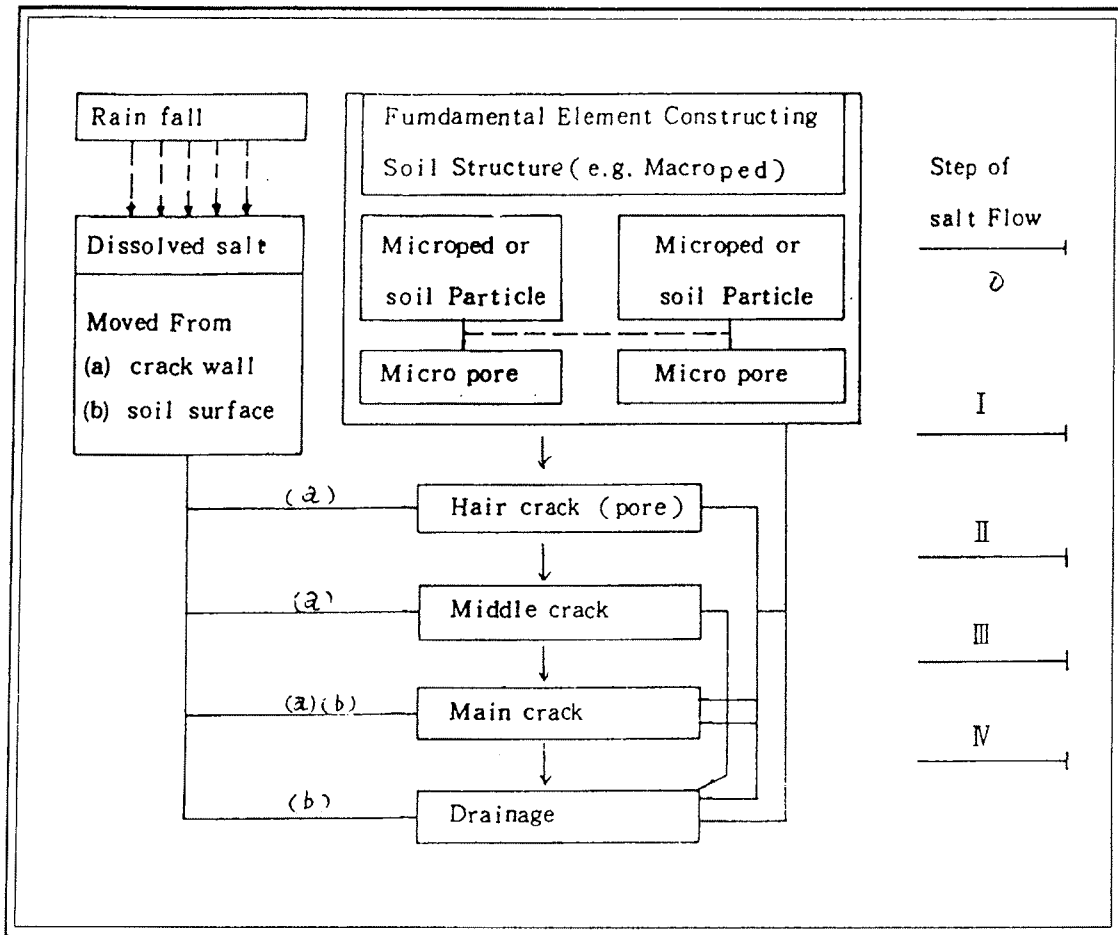 Rain fall
Dissolved salt
Moved From
(a) crack wall
(b) soil surface
Fumdamental Element Constructing
Soil Structure (e.g. Macroped)
Microped or
soil Particle
Microped or
soil Particle
Micro pore
Micro pore
(a)
Hair crack (pore)
(a)
Middle crack
(a)(b)
Main crack
(b)
Drainage
Step of
salt Flow
I
II
III
IV